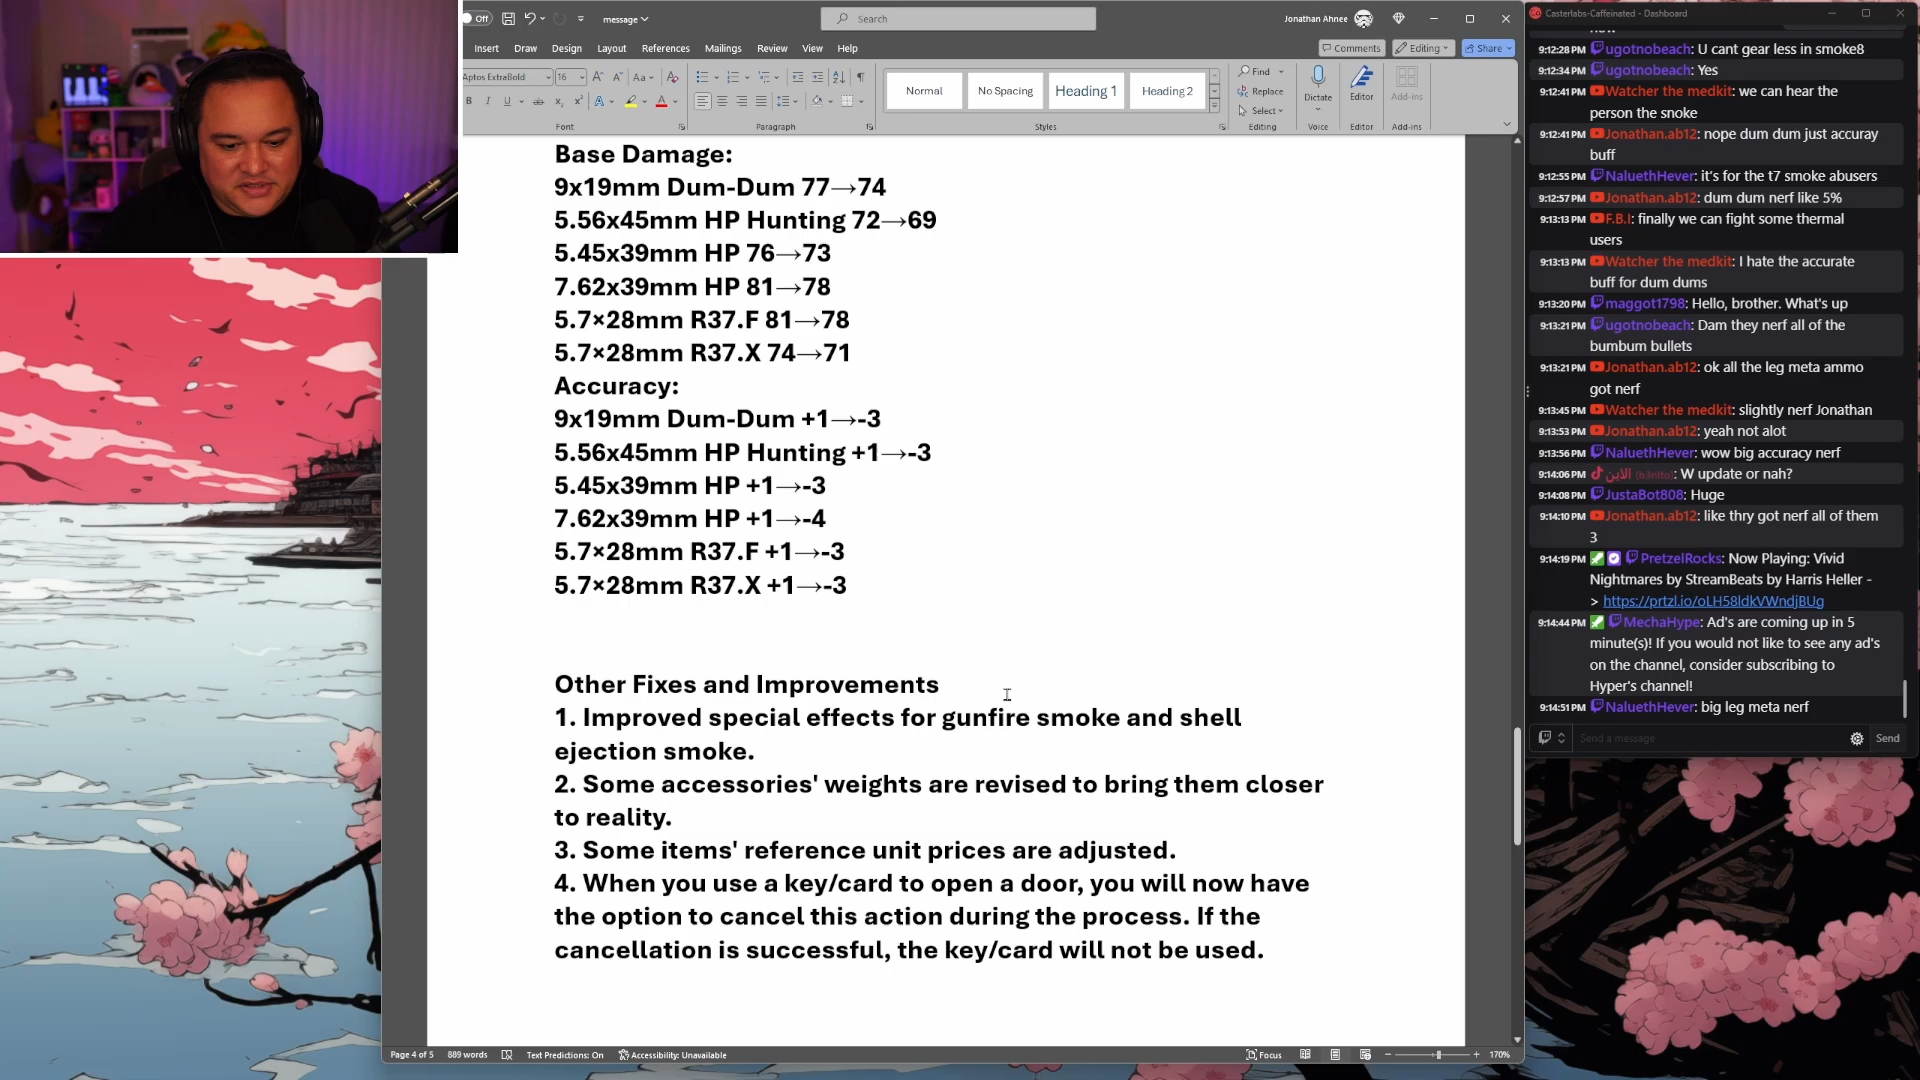 Off
message
Search
Jonathan Ahnee
Insert Draw Design Layout References Mailings Review View Help
Comments Editing Share
Aptos ExtraBold 16
Normal No Spacing Heading 1 Heading 2
Find
Replace
Select
Dictate
Editor
Add-ins
Font Paragraph Styles Editing Voice Editor Add-ins
Base Damage:
9x19mm Dum-Dum 77→74
5.56x45mm HP Hunting 72→69
5.45x39mm HP 76→73
7.62x39mm HP 81→78
5.7×28mm R37.F 81→78
5.7×28mm R37.X 74→71
Accuracy:
9x19mm Dum-Dum +1→-3
5.56x45mm HP Hunting +1→-3
5.45x39mm HP +1→-3
7.62x39mm HP +1→-4
5.7×28mm R37.F +1→-3
5.7×28mm R37.X +1→-3
Other Fixes and Improvements
1. Improved special effects for gunfire smoke and shell
ejection smoke.
2. Some accessories' weights are revised to bring them closer
to reality.
3. Some items' reference unit prices are adjusted.
4. When you use a key/card to open a door, you will now have
the option to cancel this action during the process. If the
cancellation is successful, the key/card will not be used.
Page 4 of 5 889 words Text Predictions: On Accessibility: Unavailable
Focus 170%
Casterlabs-Caffeinated - Dashboard
9:12:28 PM ugotnobeach: U cant gear less in smoke8
9:12:34 PM ugotnobeach: Yes
9:12:41 PM Watcher the medkit: we can hear the
person the snoke
9:12:41 PM Jonathan.ab12: nope dum dum just accuray
buff
9:12:55 PM NaluethHever: it's for the t7 smoke abusers
9:12:57 PM Jonathan.ab12: dum dum nerf like 5%
9:13:13 PM F.B.I: finally we can fight some thermal
users
9:13:13 PM Watcher the medkit: I hate the accurate
buff for dum dums
9:13:20 PM maggot1798: Hello, brother. What's up
9:13:21 PM ugotnobeach: Dam they nerf all of the
bumbum bullets
9:13:21 PM Jonathan.ab12: ok all the leg meta ammo
got nerf
9:13:45 PM Watcher the medkit: slightly nerf Jonathan
9:13:53 PM Jonathan.ab12: yeah not alot
9:13:56 PM NaluethHever: wow big accuracy nerf
9:14:06 PM (b3nito): W update or nah?
9:14:08 PM JustaBot808: Huge
9:14:10 PM Jonathan.ab12: like thry got nerf all of them
3
9:14:19 PM PretzelRocks: Now Playing: Vivid
Nightmares by StreamBeats by Harris Heller -
> https://prtzl.io/oLH58ldkVWndjBUg
9:14:44 PM MechaHype: Ad's are coming up in 5
minute(s)! If you would not like to see any ad's
on the channel, consider subscribing to
Hyper's channel!
9:14:51 PM NaluethHever: big leg meta nerf
Send a message
Send